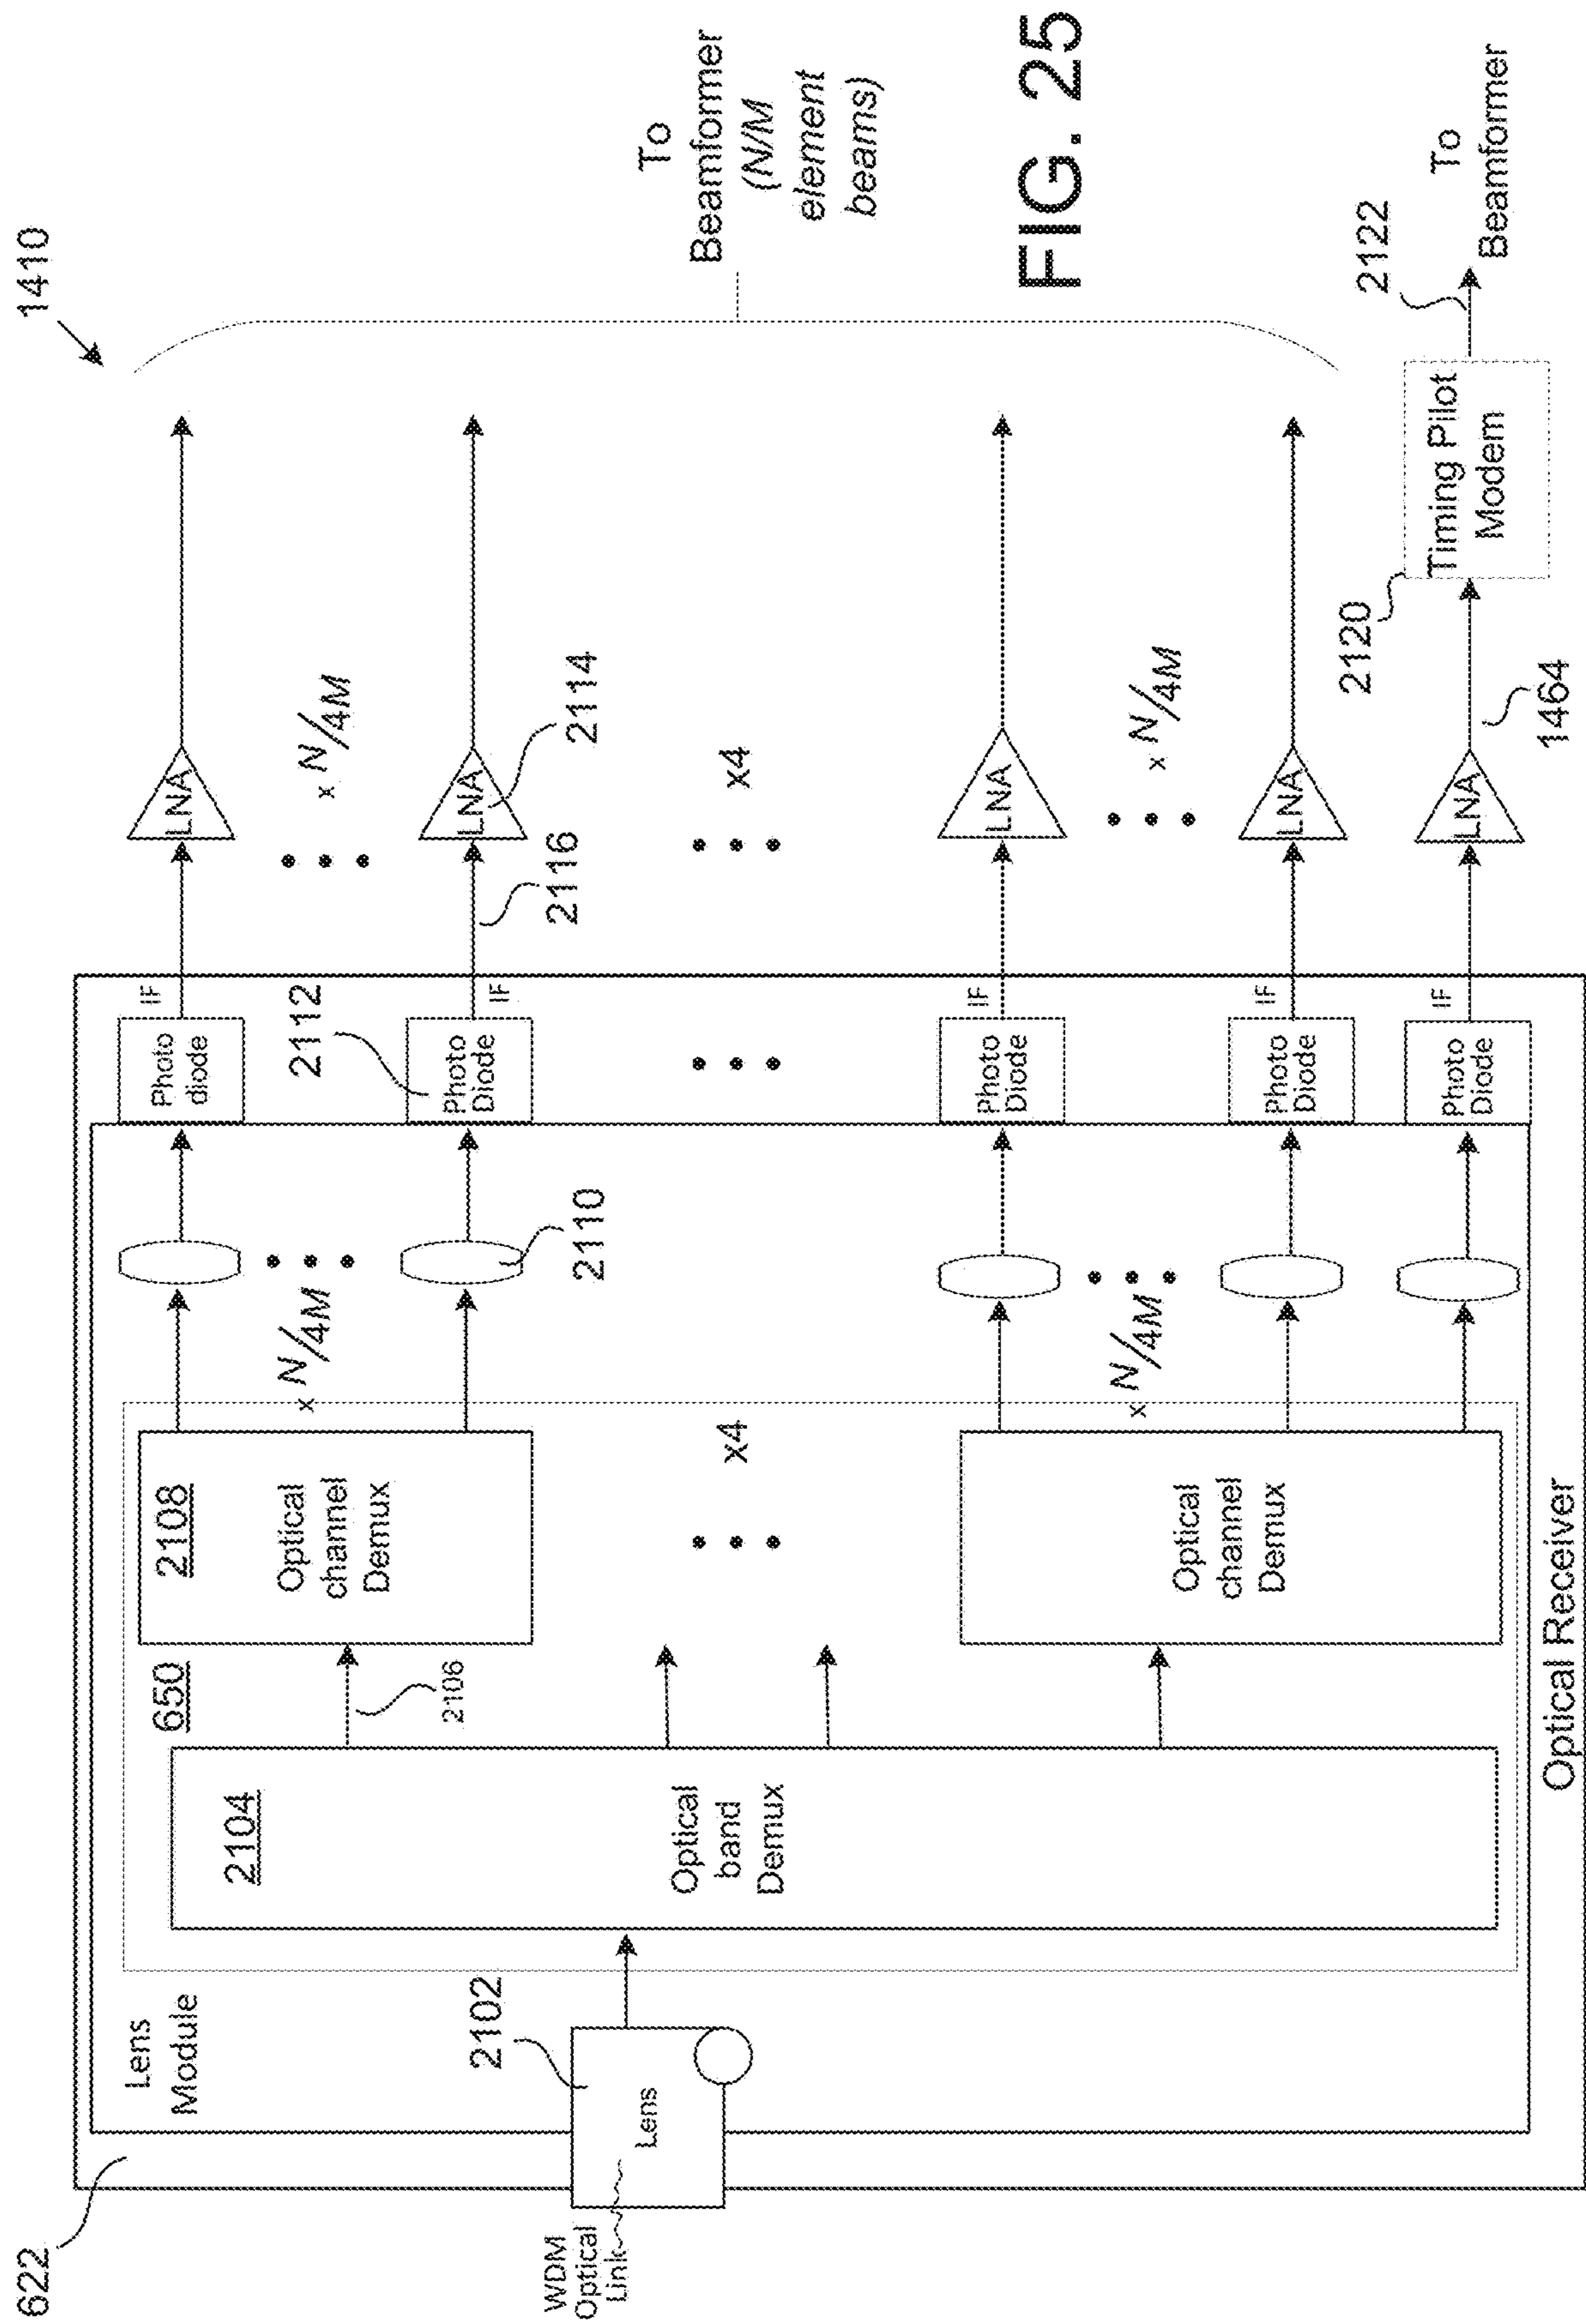 1410
622
Lens
Module
WDM
Optical
Link
2102
Lens
650
2104
Optical
band
Demux
2106
2108
Optical
channel
Demux
x N/4M
2110
Photo
diode
IF
2112
Photo
Diode
IF
2116
LNA
x N/4M
LNA
2114
x4
x4
Optical
channel
Demux
x N/4M
Photo
Diode
IF
Photo
Diode
IF
Photo
Diode
IF
LNA
x N/4M
LNA
LNA
1464
2120
Timing Pilot
Modem
2122
To
Beamformer
To
Beamformer
(N/M
element
beams)
Optical Receiver
FIG. 25